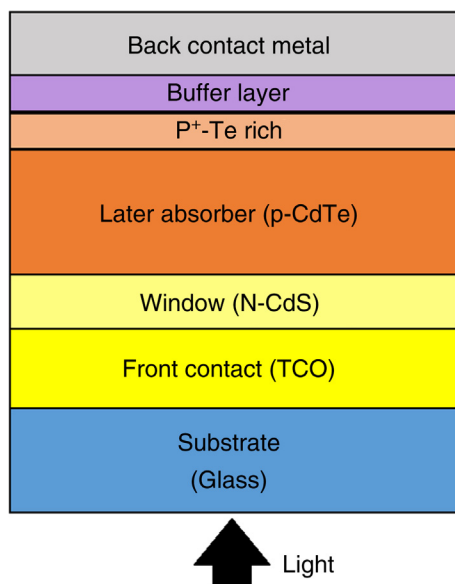 Back contact metal
Buffer layer
P⁺-Te rich
Later absorber (p-CdTe)
Window (N-CdS)
Front contact (TCO)
Substrate
(Glass)
Light